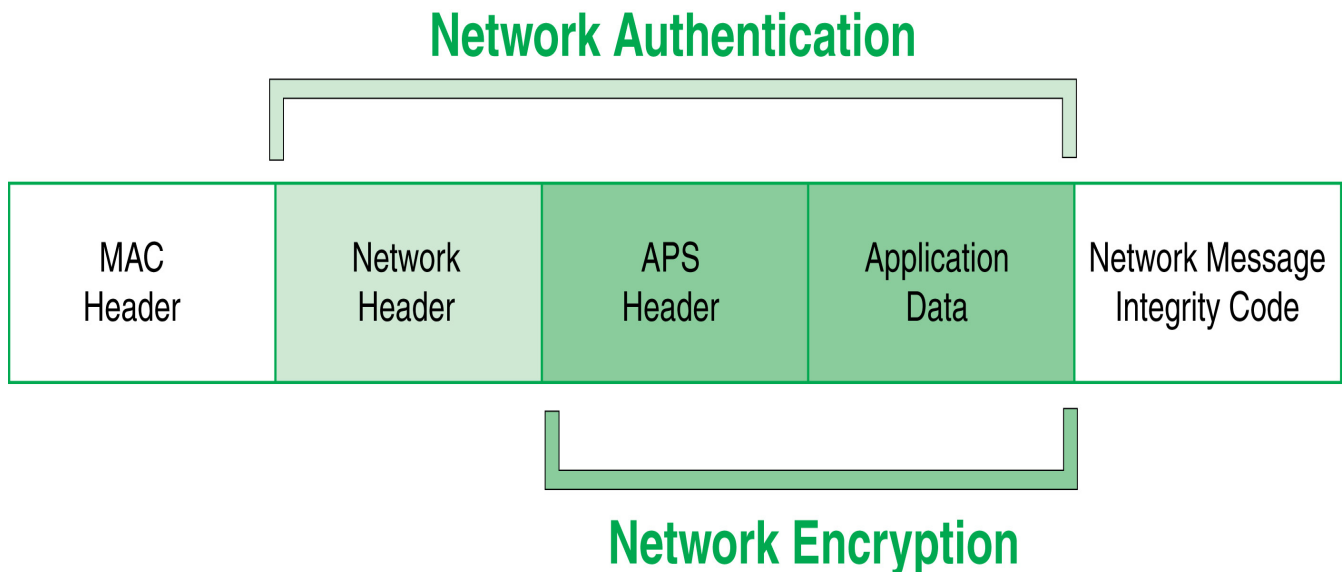 Network Authentication
MAC
Header
Network
Header
APS
Header
Application
Data
Network Message
Integrity Code
Network Encryption